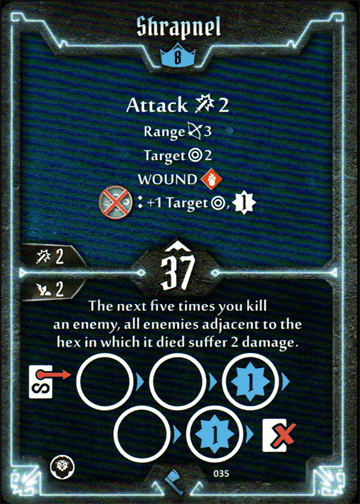 Shrapnel
8
Attack 2
Range 3
Target 2
WOUND
: +1 Target , 1
2
37
2
The next five times you kill
an enemy, all enemies adjacent to the
hex in which it died suffer 2 damage.
S
1
1
035